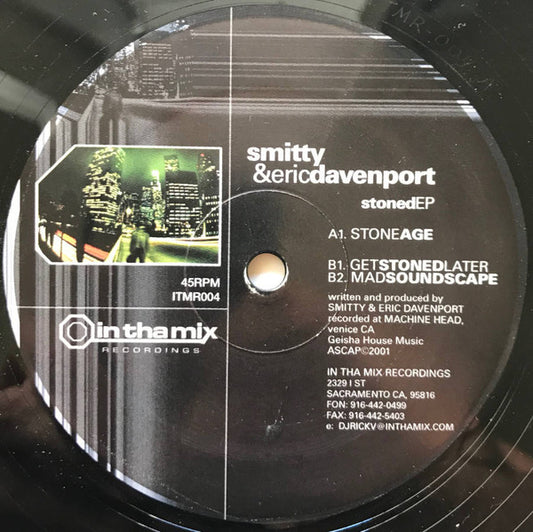 smitty
&ericdavenport
stonedEP
A1. STONEAGE
B1. GETSTONEDLATER
B2. MADSOUNDSCAPE
written and produced by
SMITTY & ERIC DAVENPORT
recorded at MACHINE HEAD,
venice CA
Geisha House Music
ASCAP©2001
IN THA MIX RECORDINGS
2329 I ST
SACRAMENTO CA, 95816
FON: 916-442-0499
FAX: 916-442-5403
e: DJRICKV@INTHAMIX.COM
45RPM
ITMR004
in tha mix
RECORDINGS